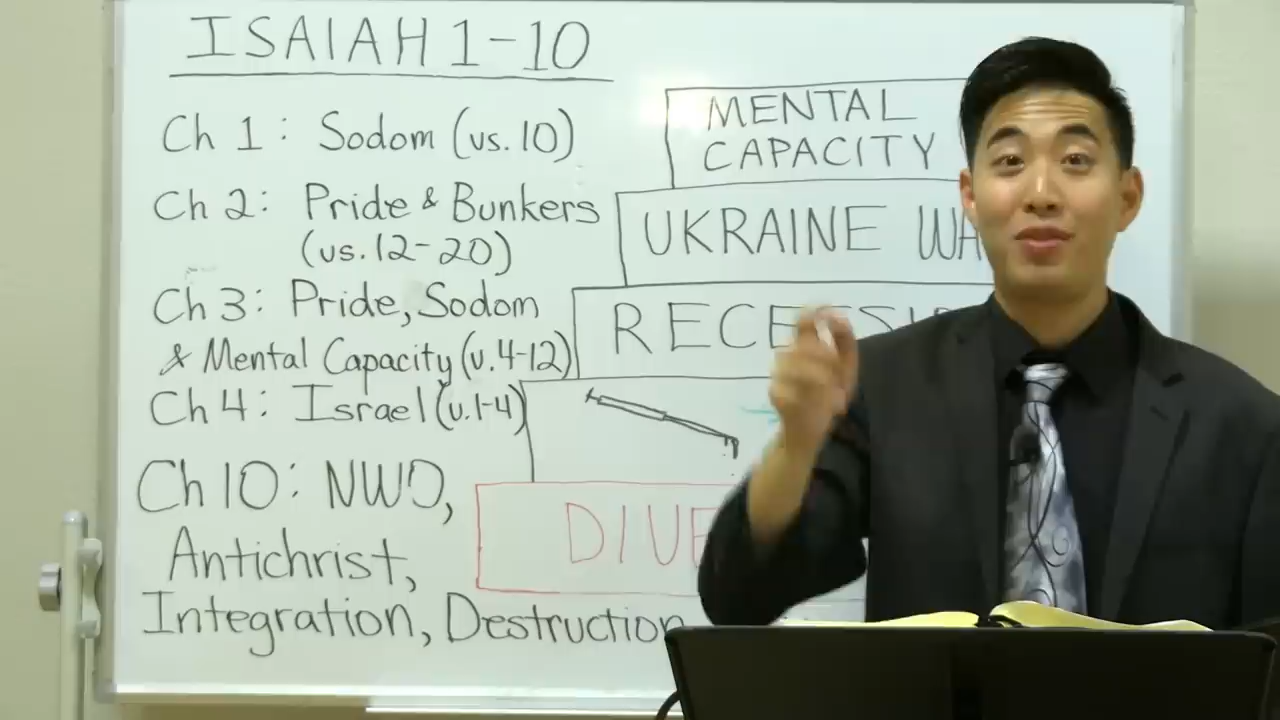 ISAIAH 1-10
Ch 1: Sodom (vs. 10)
Ch 2: Pride & Bunkers
(vs. 12-20)
Ch 3: Pride, Sodom
& Mental Capacity (v. 4-12)
Ch 4: Israel (v. 1-4)
Ch 10: NWO,
Antichrist,
Integration, Destruction
MENTAL
CAPACITY
UKRAINE